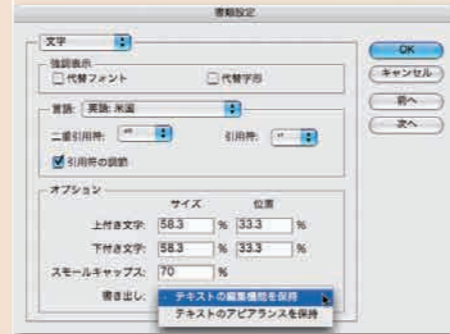 書類設定
文字
OK
強調表示
代替フォント 代替字形
キャンセル
前へ
言語: 英語: 米国
次へ
二重引用符: 引用符:
引用符の調節
オプション
サイズ 位置
上付き文字: 58.3 % 33.3 %
下付き文字: 58.3 % 33.3 %
スモールキャップス: 70 %
書き出し: テキストの編集機能を保持
テキストのアピアランスを保持